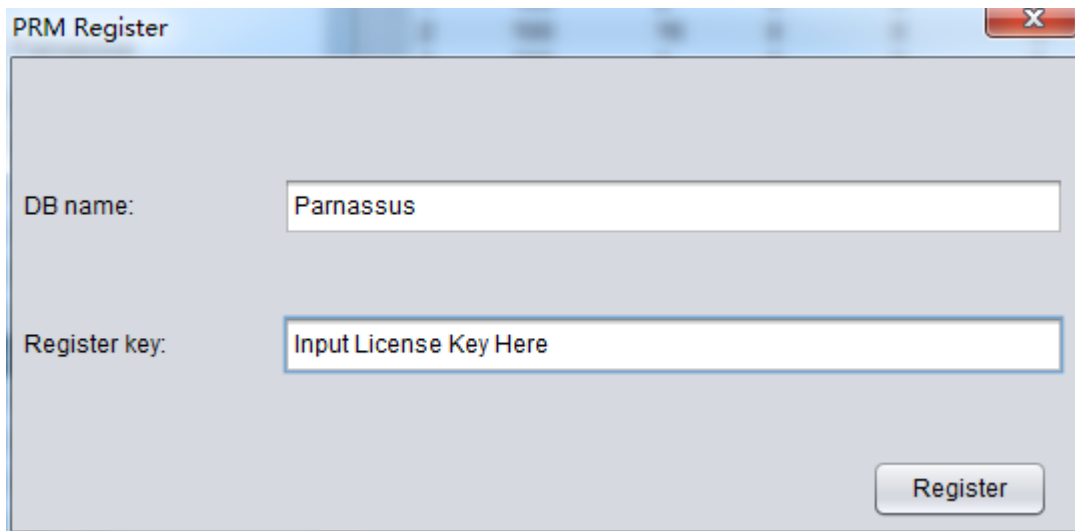 PRM Register
DB name: Parnassus
Register key: Input License Key Here
Register